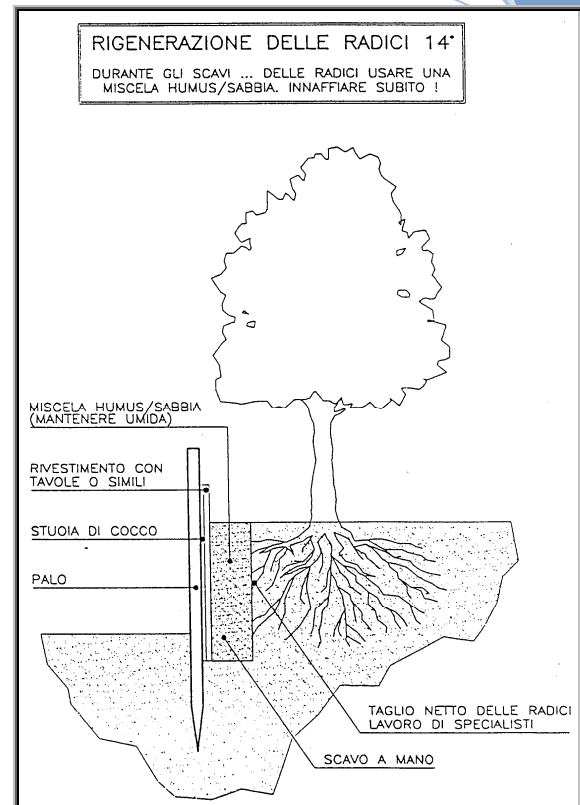 RIGENERAZIONE DELLE RADICI 14°
DURANTE GLI SCAVI ... DELLE RADICI USARE UNA
MISCELA HUMUS/SABBIA. INNAFFIARE SUBITO !
MISCELA HUMUS/SABBIA
(MANTENERE UMIDA)
RIVESTIMENTO CON
TAVOLE O SIMILI
STUOIA DI COCCO
PALO
TAGLIO NETTO DELLE RADICI
LAVORO DI SPECIALISTI
SCAVO A MANO